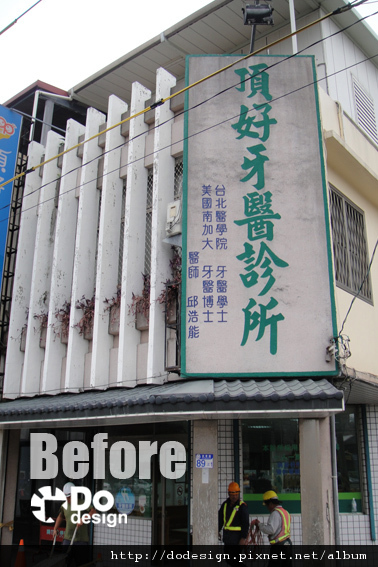 頂好牙醫診所
台北醫學院 牙醫學士
美國南加大 牙醫博士
醫師 邱浩能
89
Before
Do
design
http://dodesign.pixnet.net/album